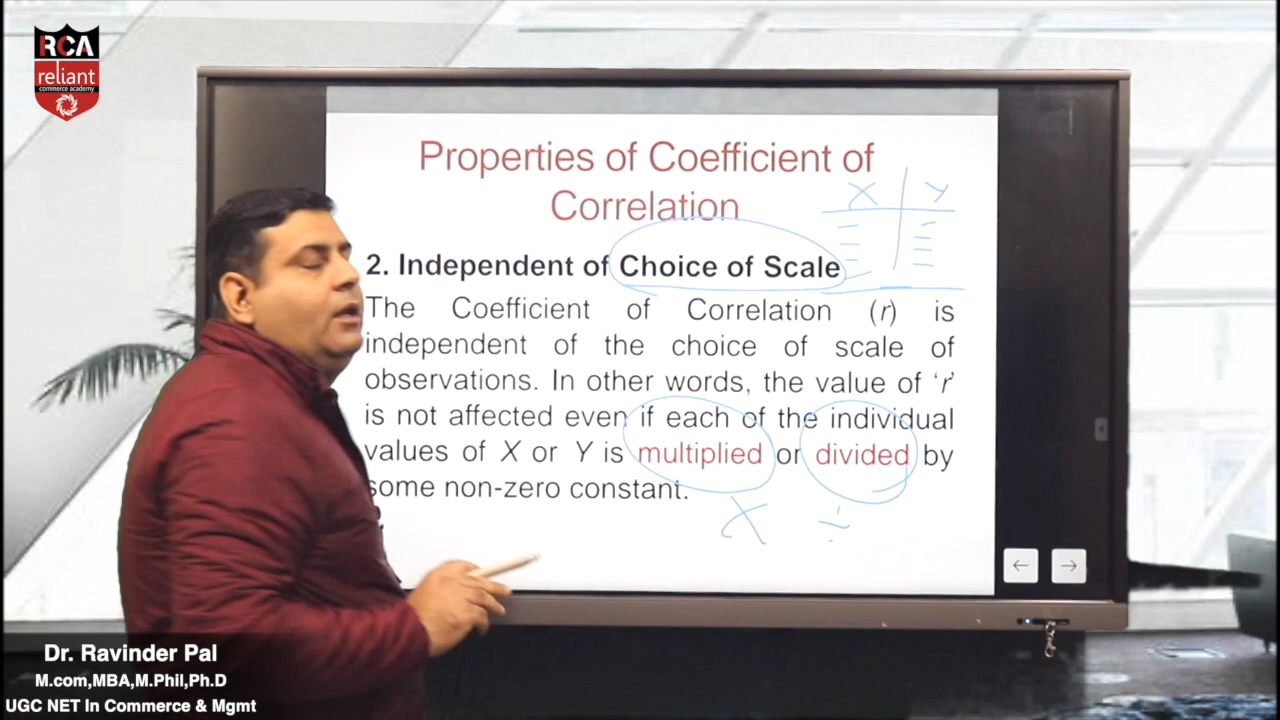 RCA
reliant
commerce academy
Properties of Coefficient of
Correlation
X Y
2. Independent of Choice of Scale
The Coefficient of Correlation (r) is
independent of the choice of scale of
observations. In other words, the value of ‘r’
is not affected even if each of the individual
values of X or Y is multiplied or divided by
some non-zero constant.
X ÷
← →
Dr. Ravinder Pal
M.com,MBA,M.Phil,Ph.D
UGC NET In Commerce & Mgmt